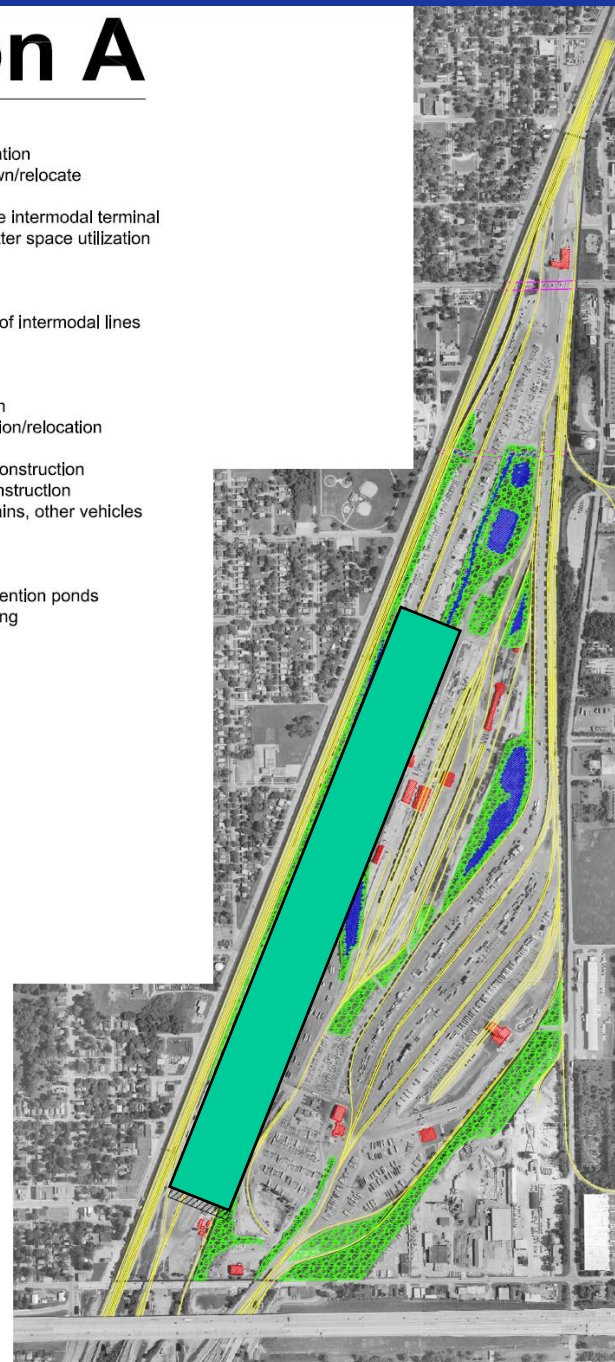 on A
ation
wn/relocate
e intermodal terminal
tter space utilization
of intermodal lines
n
ion/relocation
onstruction
nstruction
ains, other vehicles
ention ponds
ng